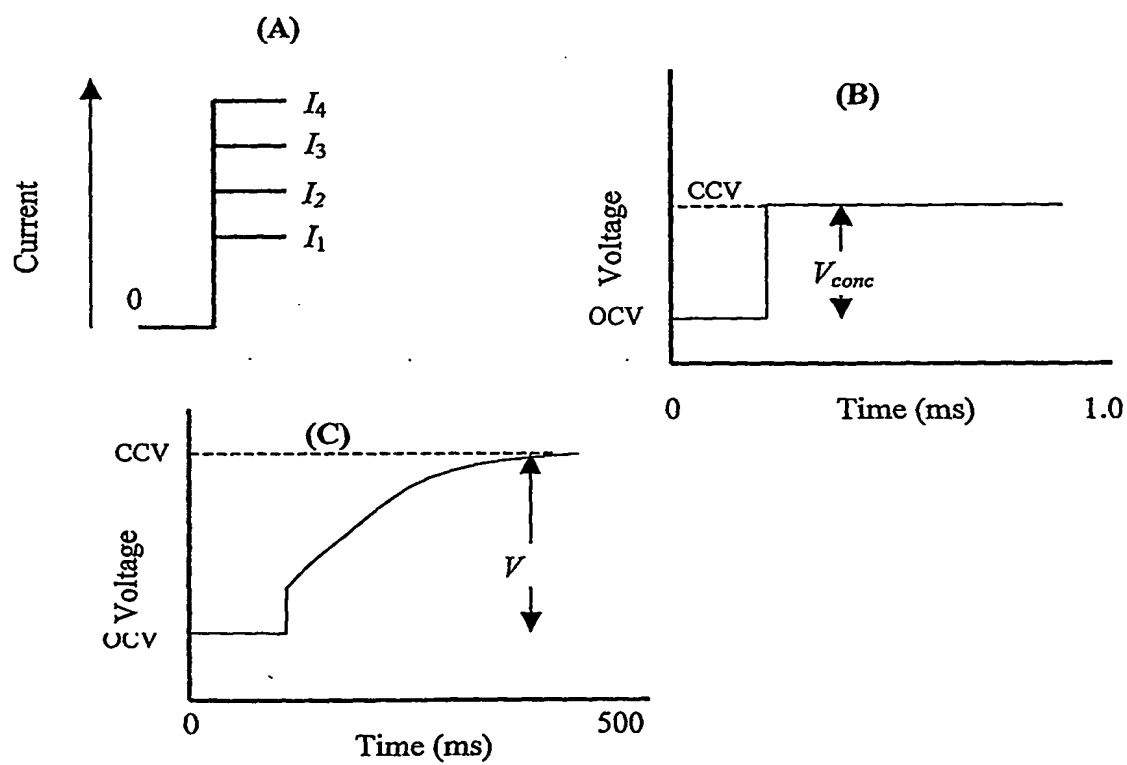 (A)
I4
I3
I2
I1
Current
0
(B)
CCV
Voltage
Vconc
OCV
0 Time (ms) 1.0
(C)
CCV
Voltage
V
OCV
0 500
Time (ms)